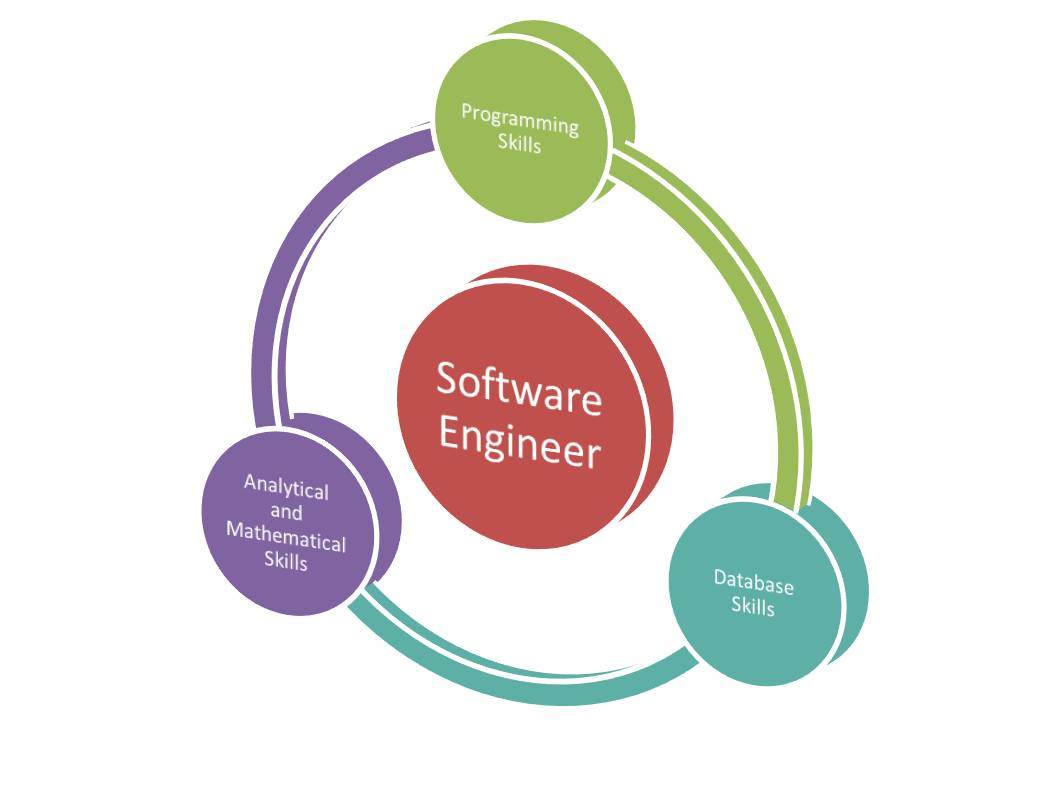 Programming
Skills
Software
Engineer
Analytical
and
Mathematical
Skills
Database
Skills